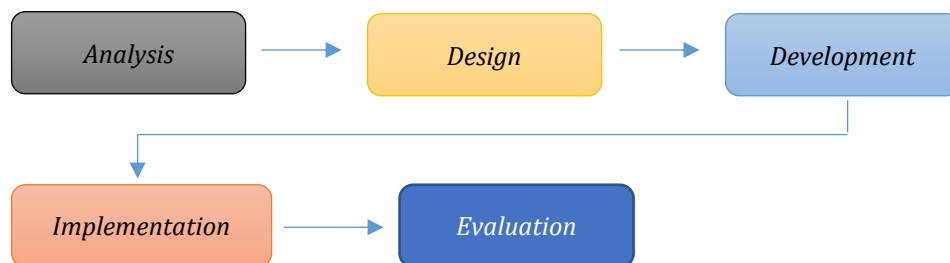 Analysis
Design
Development
Implementation
Evaluation